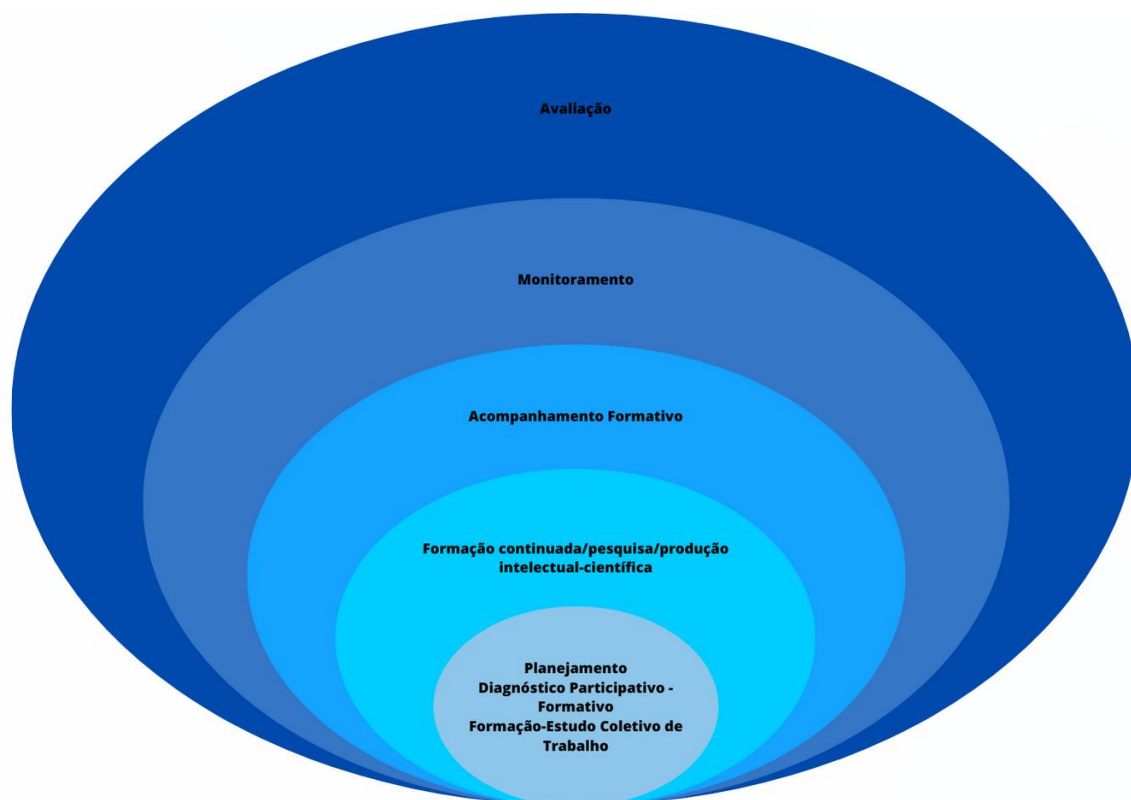 Avaliação
Monitoramento
Acompanhamento Formativo
Formação continuada/pesquisa/produção
intelectual-científica
Planejamento
Diagnóstico Participativo -
Formativo
Formação-Estudo Coletivo de
Trabalho